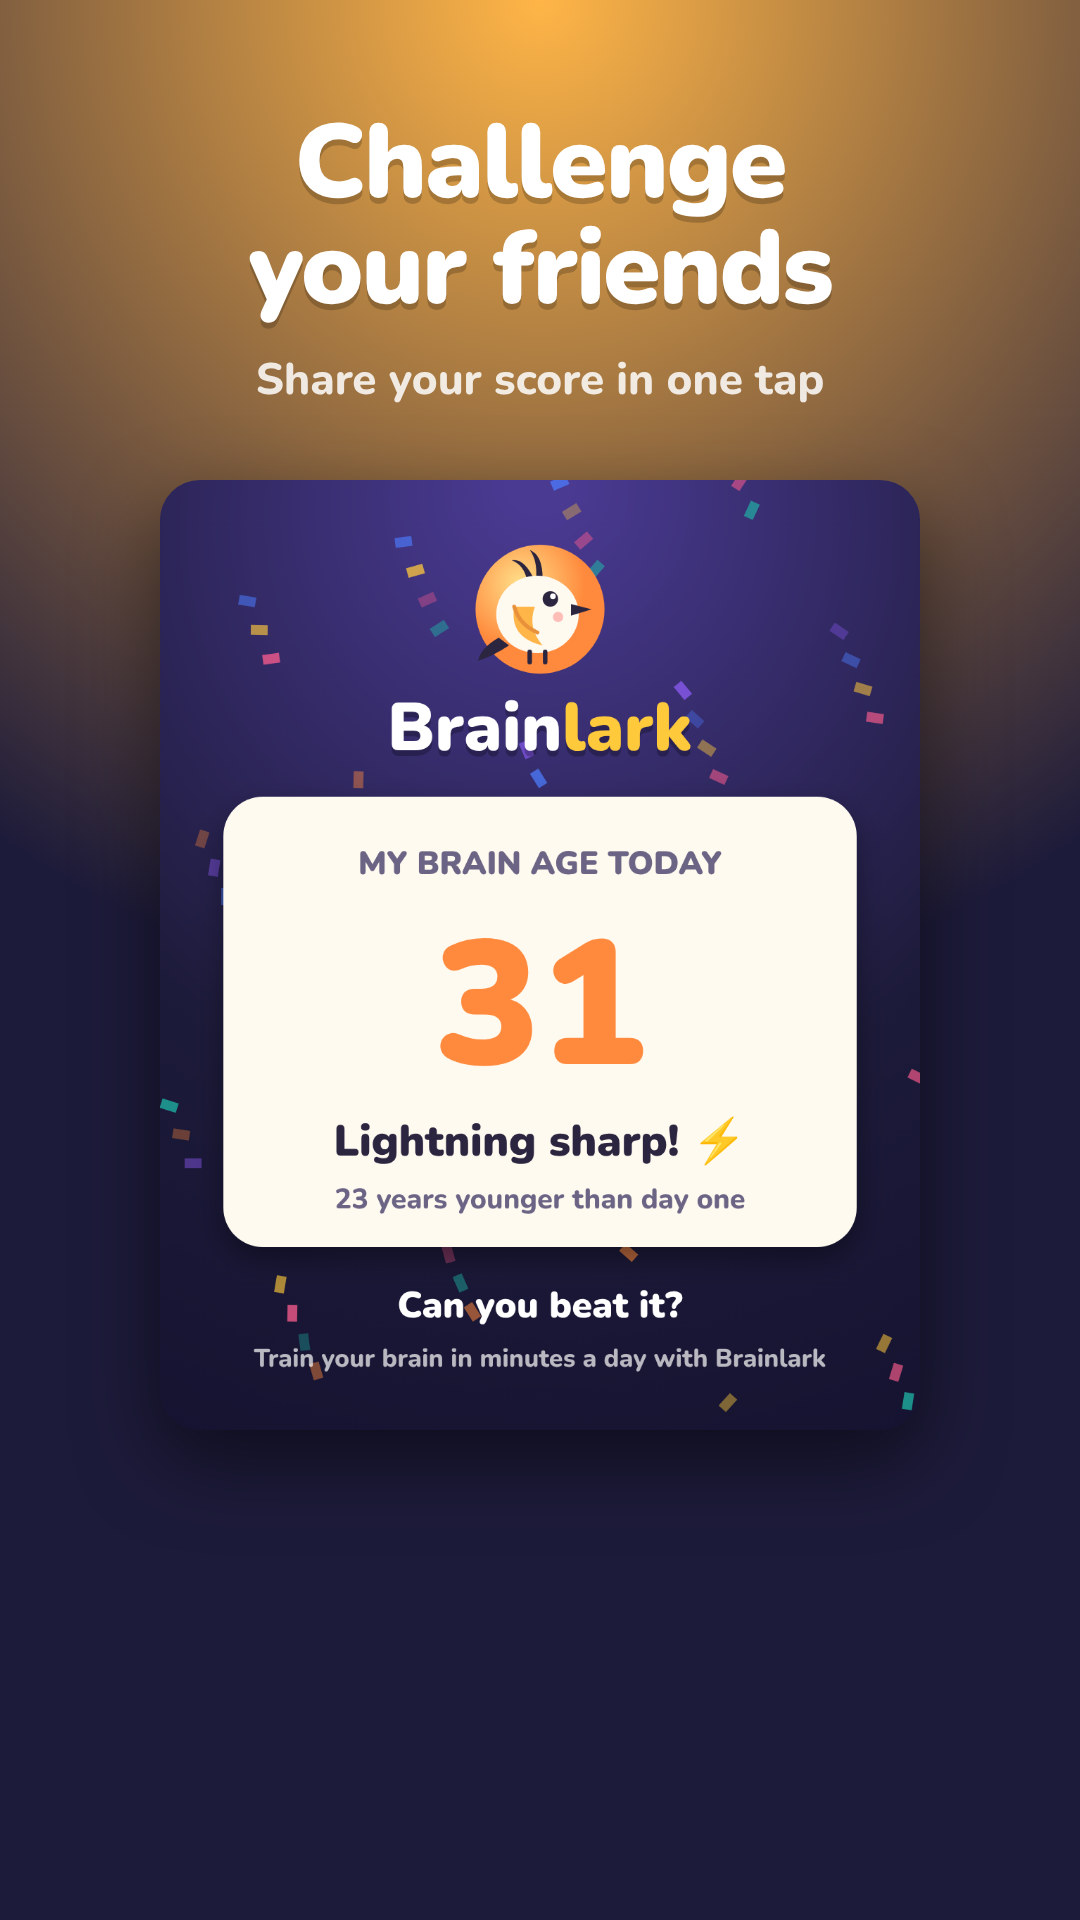 Challenge
your friends
Share your score in one tap
Brainlark
MY BRAIN AGE TODAY
31
Lightning sharp! ⚡
23 years younger than day one
Can you beat it?
Train your brain in minutes a day with Brainlark